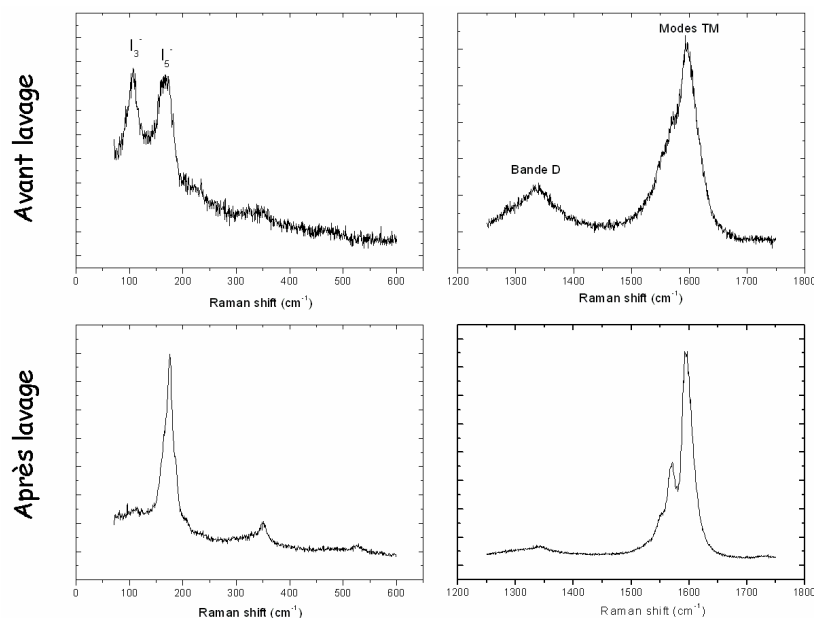 Avant lavage
I3-
I5-
0 100 200 300 400 500 600
Raman shift (cm-1)
Modes TM
Bande D
1200 1300 1400 1500 1600 1700 1800
Raman shift (cm-1)
Après lavage
0 100 200 300 400 500 600
Raman shift (cm-1)
1200 1300 1400 1500 1600 1700 1800
Raman shift (cm-1)